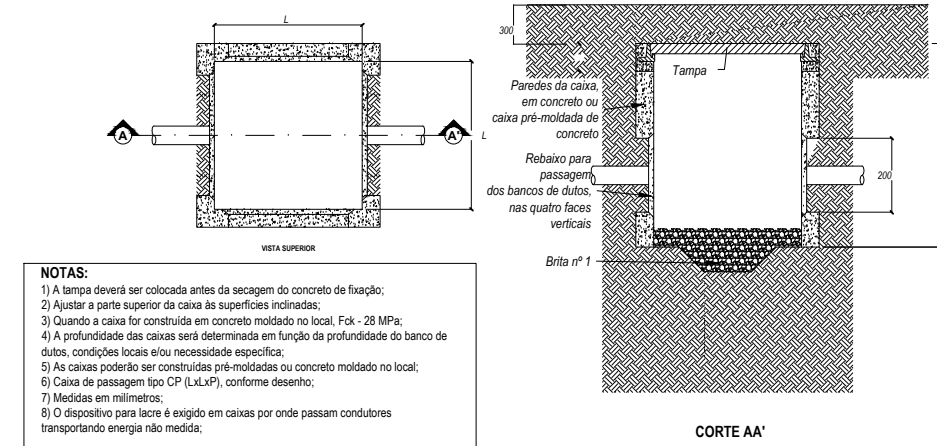 L
A
A'
L
VISTA SUPERIOR
NOTAS:
1) A tampa deverá ser colocada antes da secagem do concreto de fixação;
2) Ajustar a parte superior da caixa às superfícies inclinadas;
3) Quando a caixa for construída em concreto moldado no local, Fck - 28 MPa;
4) A profundidade das caixas será determinada em função da profundidade do banco de
dutos, condições locais e/ou necessidade específica;
5) As caixas poderão ser construídas pré-moldadas ou concreto moldado no local;
6) Caixa de passagem tipo CP (LxLxP), conforme desenho;
7) Medidas em milímetros;
8) O dispositivo para lacre é exigido em caixas por onde passam condutores
transportando energia não medida;
300
Tampa
Paredes da caixa,
em concreto ou
caixa pré-moldada de
concreto
Rebaixo para
passagem
dos bancos de dutos,
nas quatro faces
verticais
200
Brita nº 1
CORTE AA'